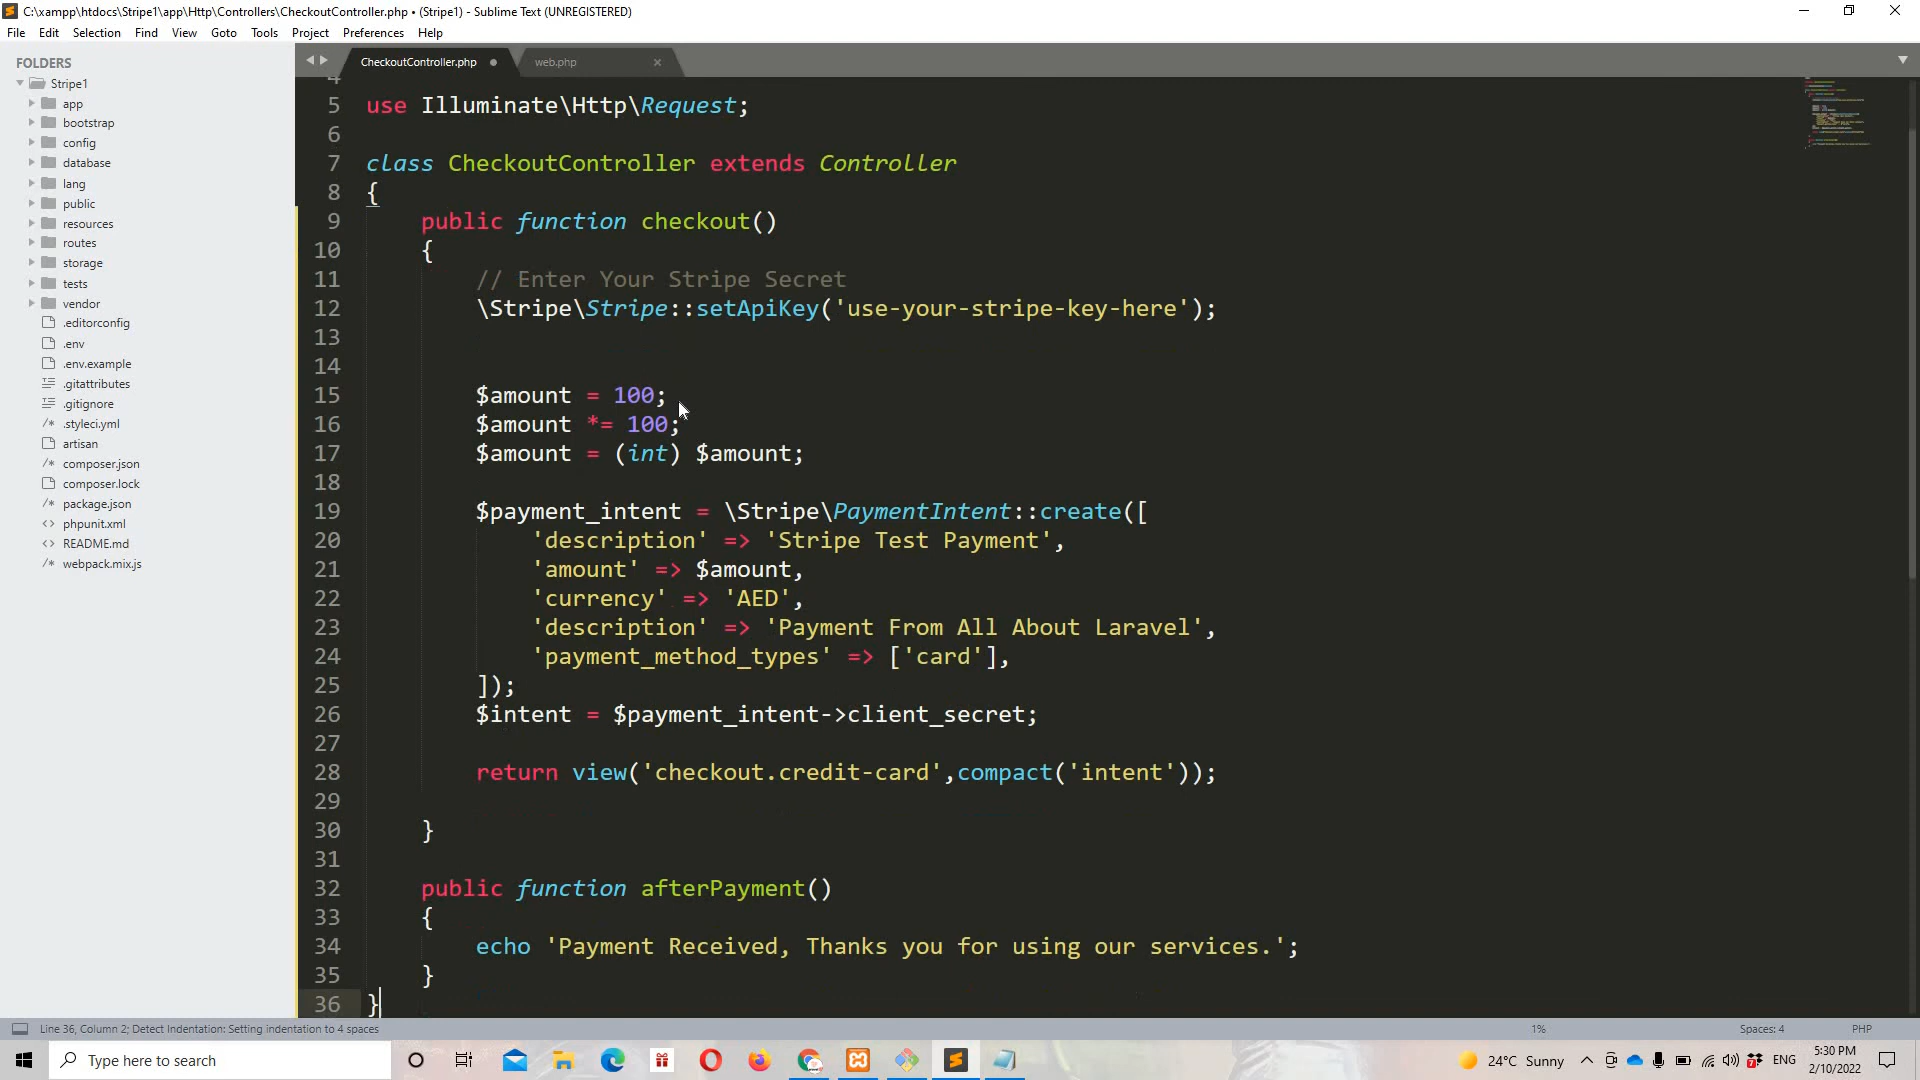 C:\xampp\htdocs\Stripe1\app\Http\Controllers\CheckoutController.php • (Stripe1) - Sublime Text (UNREGISTERED)
File Edit Selection Find View Goto Tools Project Preferences Help
FOLDERS
Stripe1
app
bootstrap
config
database
lang
public
resources
routes
storage
tests
vendor
.editorconfig
.env
.env.example
.gitattributes
.gitignore
.styleci.yml
artisan
composer.json
composer.lock
package.json
phpunit.xml
README.md
webpack.mix.js
CheckoutController.php
web.php
4
5 use Illuminate\Http\Request;
6
7 class CheckoutController extends Controller
8 {
9 public function checkout()
10 {
11 // Enter Your Stripe Secret
12 \Stripe\Stripe::setApiKey('use-your-stripe-key-here');
13
14
15 $amount = 100;
16 $amount *= 100;
17 $amount = (int) $amount;
18
19 $payment_intent = \Stripe\PaymentIntent::create([
20 'description' => 'Stripe Test Payment',
21 'amount' => $amount,
22 'currency' => 'AED',
23 'description' => 'Payment From All About Laravel',
24 'payment_method_types' => ['card'],
25 ]);
26 $intent = $payment_intent->client_secret;
27
28 return view('checkout.credit-card',compact('intent'));
29
30 }
31
32 public function afterPayment()
33 {
34 echo 'Payment Received, Thanks you for using our services.';
35 }
36 }
Line 36, Column 2; Detect Indentation: Setting indentation to 4 spaces
1%
Spaces: 4
PHP
Type here to search
24°C Sunny
ENG
5:30 PM
2/10/2022